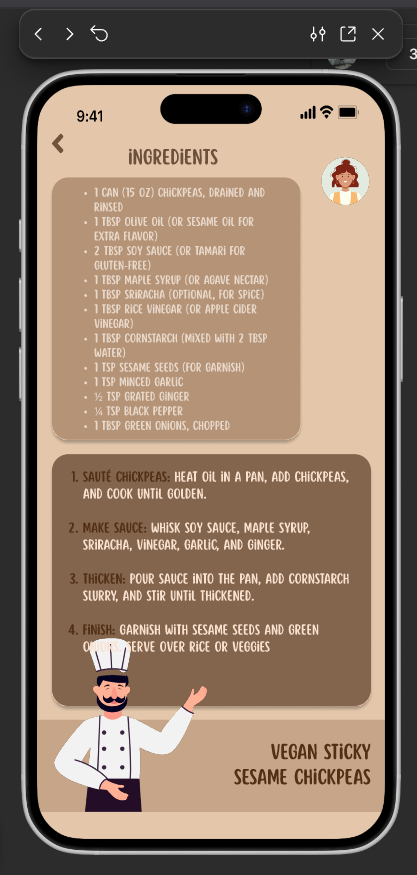 3
9:41
INGREDIENTS
• 1 CAN (15 OZ) CHICKPEAS, DRAINED AND
RINSED
• 1 TBSP OLIVE OIL (OR SESAME OIL FOR
EXTRA FLAVOR)
• 2 TBSP SOY SAUCE (OR TAMARI FOR
GLUTEN-FREE)
• 1 TBSP MAPLE SYRUP (OR AGAVE NECTAR)
• 1 TBSP SRIRACHA (OPTIONAL, FOR SPICE)
• 1 TBSP RICE VINEGAR (OR APPLE CIDER
VINEGAR)
• 1 TBSP CORNSTARCH (MIXED WITH 2 TBSP
WATER)
• 1 TSP SESAME SEEDS (FOR GARNISH)
• 1 TSP MINCED GARLIC
• ½ TSP GRATED GINGER
• ¼ TSP BLACK PEPPER
• 1 TBSP GREEN ONIONS, CHOPPED
1. SAUTÉ CHICKPEAS: HEAT OIL IN A PAN, ADD CHICKPEAS,
AND COOK UNTIL GOLDEN.
2. MAKE SAUCE: WHISK SOY SAUCE, MAPLE SYRUP,
SRIRACHA, VINEGAR, GARLIC, AND GINGER.
3. THICKEN: POUR SAUCE INTO THE PAN, ADD CORNSTARCH
SLURRY, AND STIR UNTIL THICKENED.
4. FINISH: GARNISH WITH SESAME SEEDS AND GREEN
SERVE OVER RICE OR VEGGIES
VEGAN STICKY
SESAME CHICKPEAS